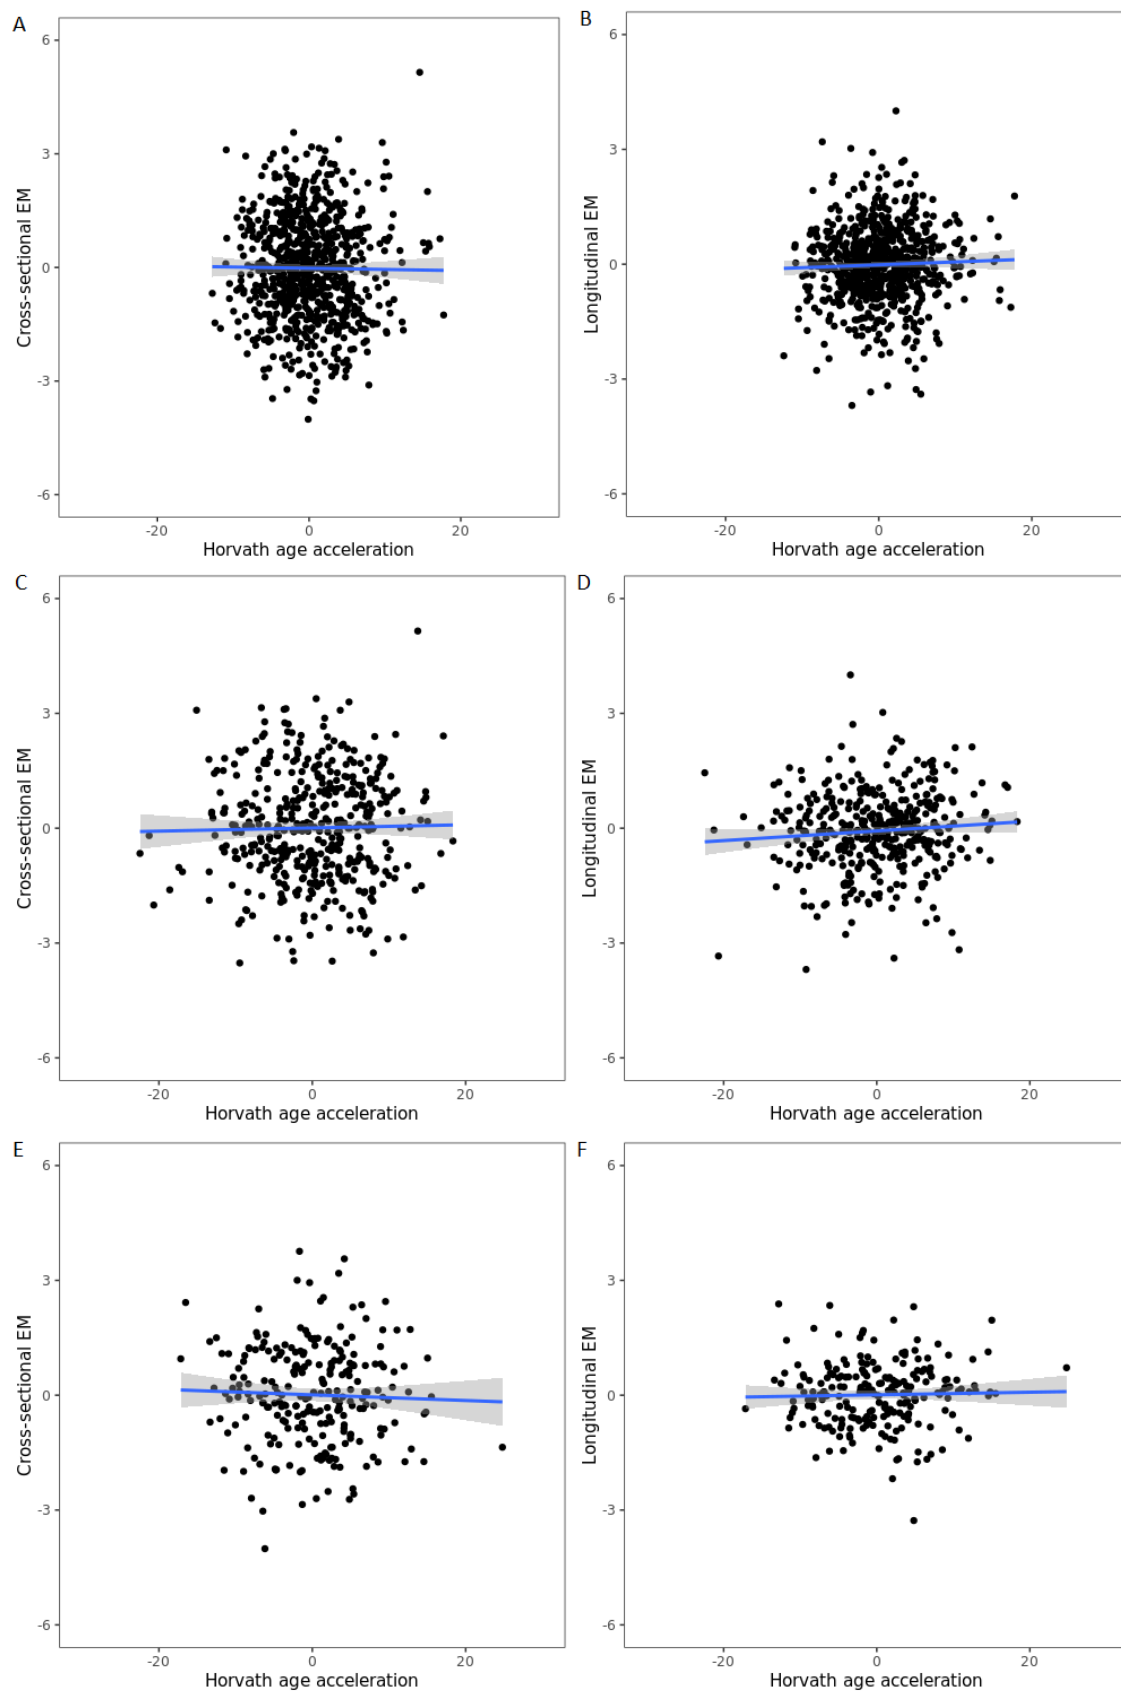 A
6
3
0
-3
-6
Cross-sectional EM
-20 0 20
Horvath age acceleration
B
6
3
0
-3
-6
Longitudinal EM
-20 0 20
Horvath age acceleration
C
6
3
0
-3
-6
Cross-sectional EM
-20 0 20
Horvath age acceleration
D
6
3
0
-3
-6
Longitudinal EM
-20 0 20
Horvath age acceleration
E
6
3
0
-3
-6
Cross-sectional EM
-20 0 20
Horvath age acceleration
F
6
3
0
-3
-6
Longitudinal EM
-20 0 20
Horvath age acceleration